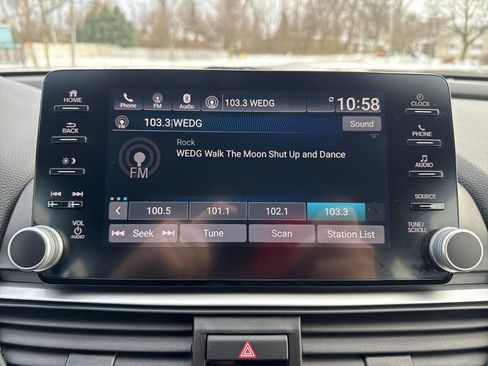 HOME
BACK
VOL
AUDIO
Phone
FM
Audio
103.3 WEDG
10:58
103.3|WEDG
Sound
Rock
WEDG Walk The Moon Shut Up and Dance
FM
100.5
101.1
102.1
103.3
Seek
Tune
Scan
Station List
CLOCK
PHONE
AUDIO
SOURCE
TUNE/
SCROLL